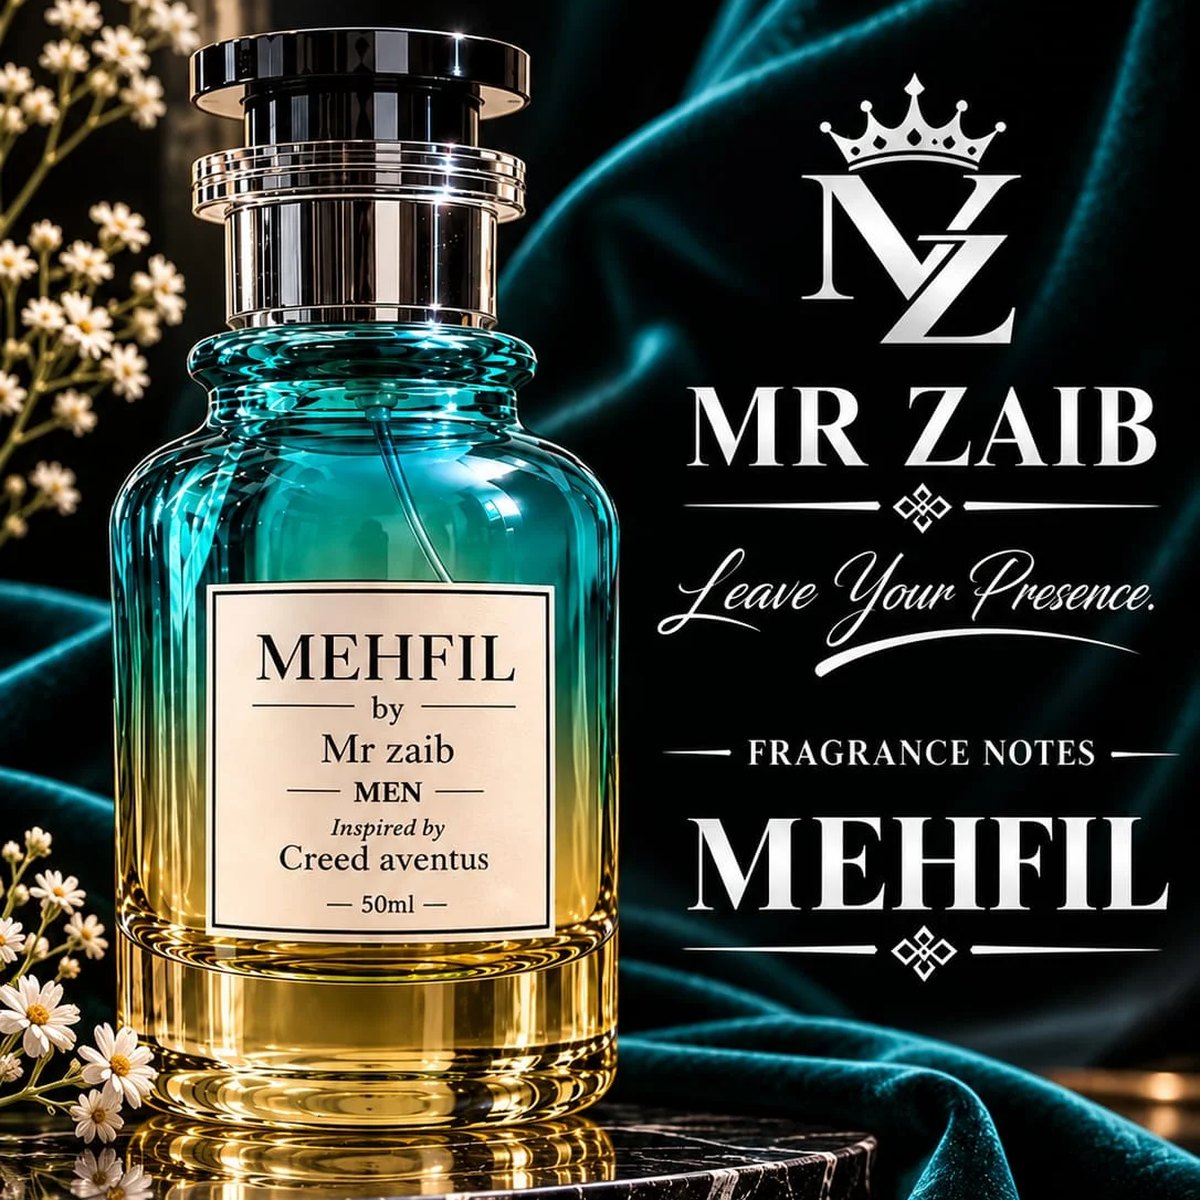 MEHFIL
by
Mr zaib
MEN
Inspired by
Creed aventus
50ml
MZ
MR ZAIB
Leave Your Presence.
FRAGRANCE NOTES
MEHFIL